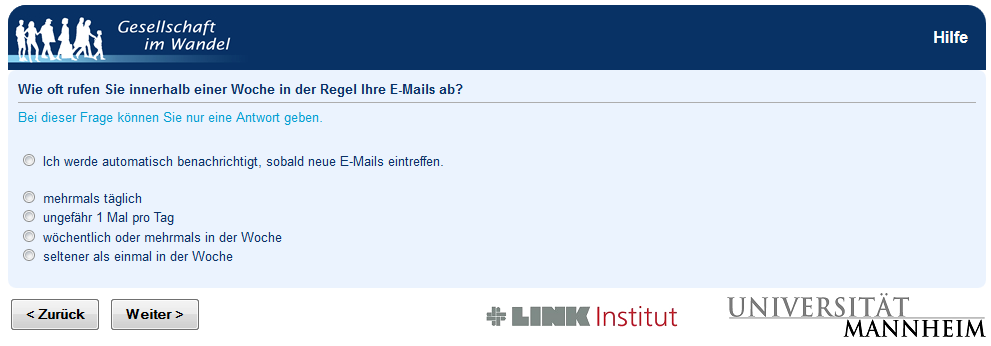 Gesellschaft
im Wandel
Hilfe
Wie oft rufen Sie innerhalb einer Woche in der Regel Ihre E-Mails ab?
Bei dieser Frage können Sie nur eine Antwort geben.
Ich werde automatisch benachrichtigt, sobald neue E-Mails eintreffen.
mehrmals täglich
ungefähr 1 Mal pro Tag
wöchentlich oder mehrmals in der Woche
seltener als einmal in der Woche
< Zurück
Weiter >
LINK Institut
UNIVERSITÄT
MANNHEIM